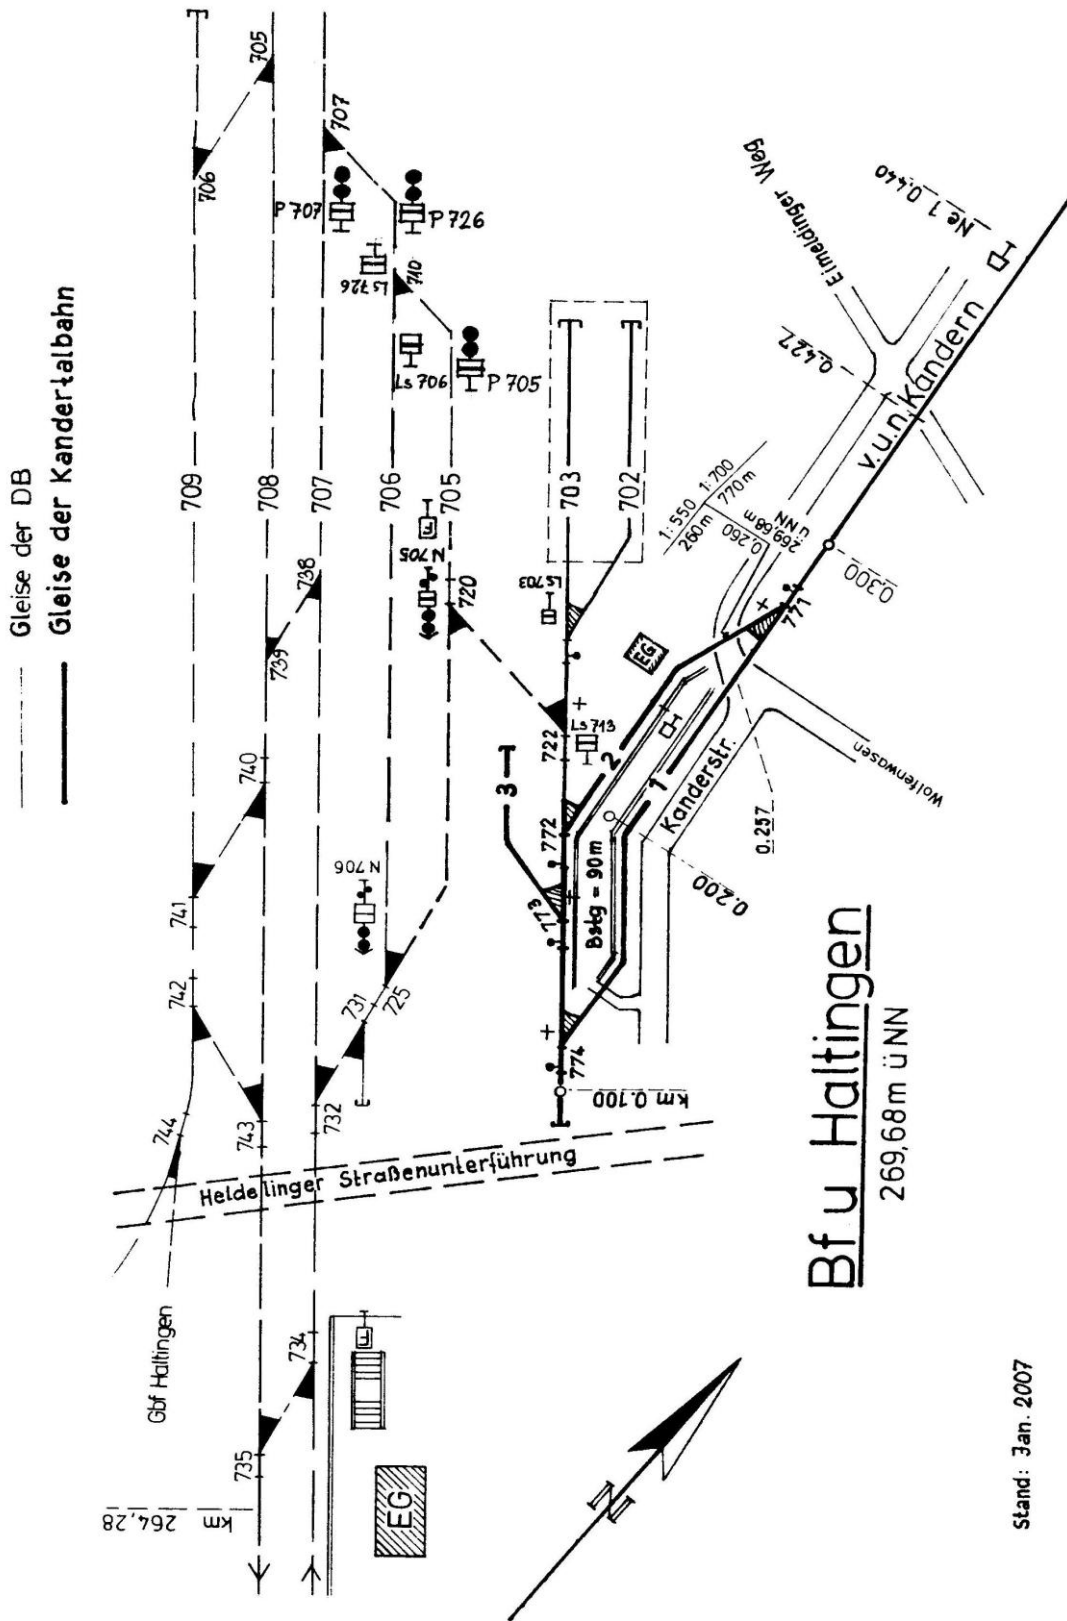 Gleise der DB
Gleise der Kandertalbahn
709
708
707
706
705
703
702
706
705
707
P 707
P 726
Ls 726
710
Ls 706
P 705
741
740
739
738
742
744
743
731
725
732
N 706
N 705
F
720
722
Ls 713
Ls 703
3
2
1
772
773
774
771
EG
Bstg = 90m
km 0.100
0.200
0.257
0.300
0.427
Ne 1 0.440
1:550
1:700
260m
770m
0,260
269,68m
ü NN
Kanderstr.
Wolfenwasen
Eimeldinger Weg
v.u.n. Kandern
Heldelinger Straßenunterführung
Gbf Haltingen
735
734
F
km 264,28
EG
N
Bf u Haltingen
269,68m ü NN
Stand: Jan. 2007